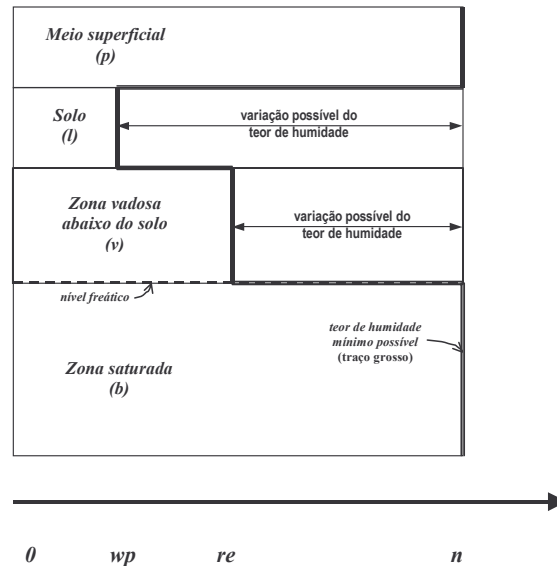 Meio superficial
(p)
Solo
(l)
variação possível do
teor de humidade
Zona vadosa
abaixo do solo
(v)
variação possível do
teor de humidade
nível freático
teor de humidade
mínimo possível
(traço grosso)
Zona saturada
(b)
0 wp re n